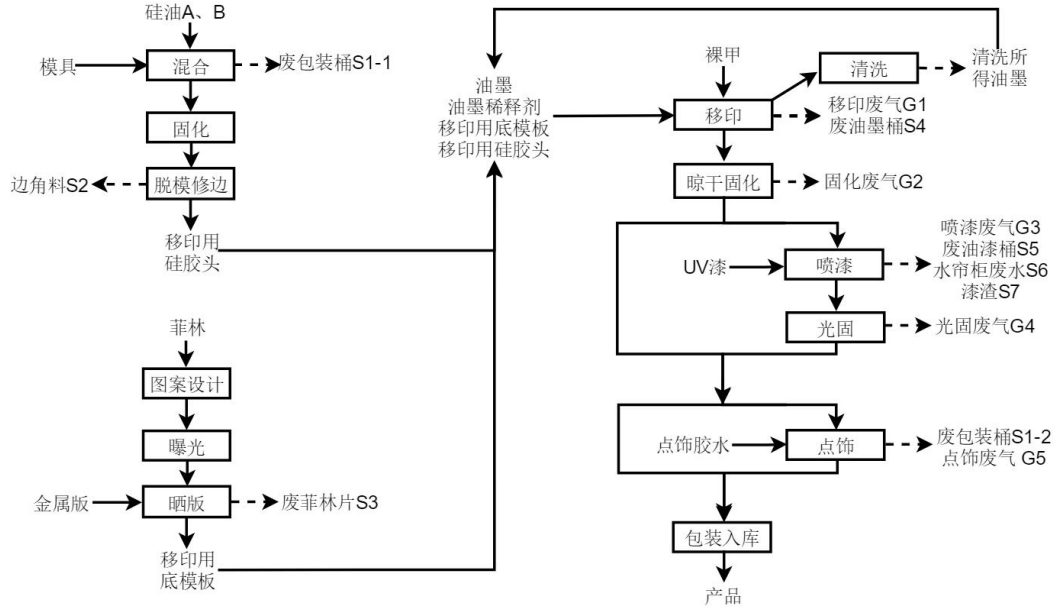 硅油A、B
模具
混合
废包装桶S1-1
固化
边角料S2
脱模修边
移印用
硅胶头
菲林
图案设计
曝光
金属版
晒版
废菲林片S3
移印用
底模板
油墨
油墨稀释剂
移印用底模板
移印用硅胶头
裸甲
清洗
清洗所
得油墨
移印
移印废气G1
废油墨桶S4
晾干固化
固化废气G2
UV漆
喷漆
喷漆废气G3
废油漆桶S5
水帘柜废水S6
漆渣S7
光固
光固废气G4
点饰胶水
点饰
废包装桶S1-2
点饰废气 G5
包装入库
产品